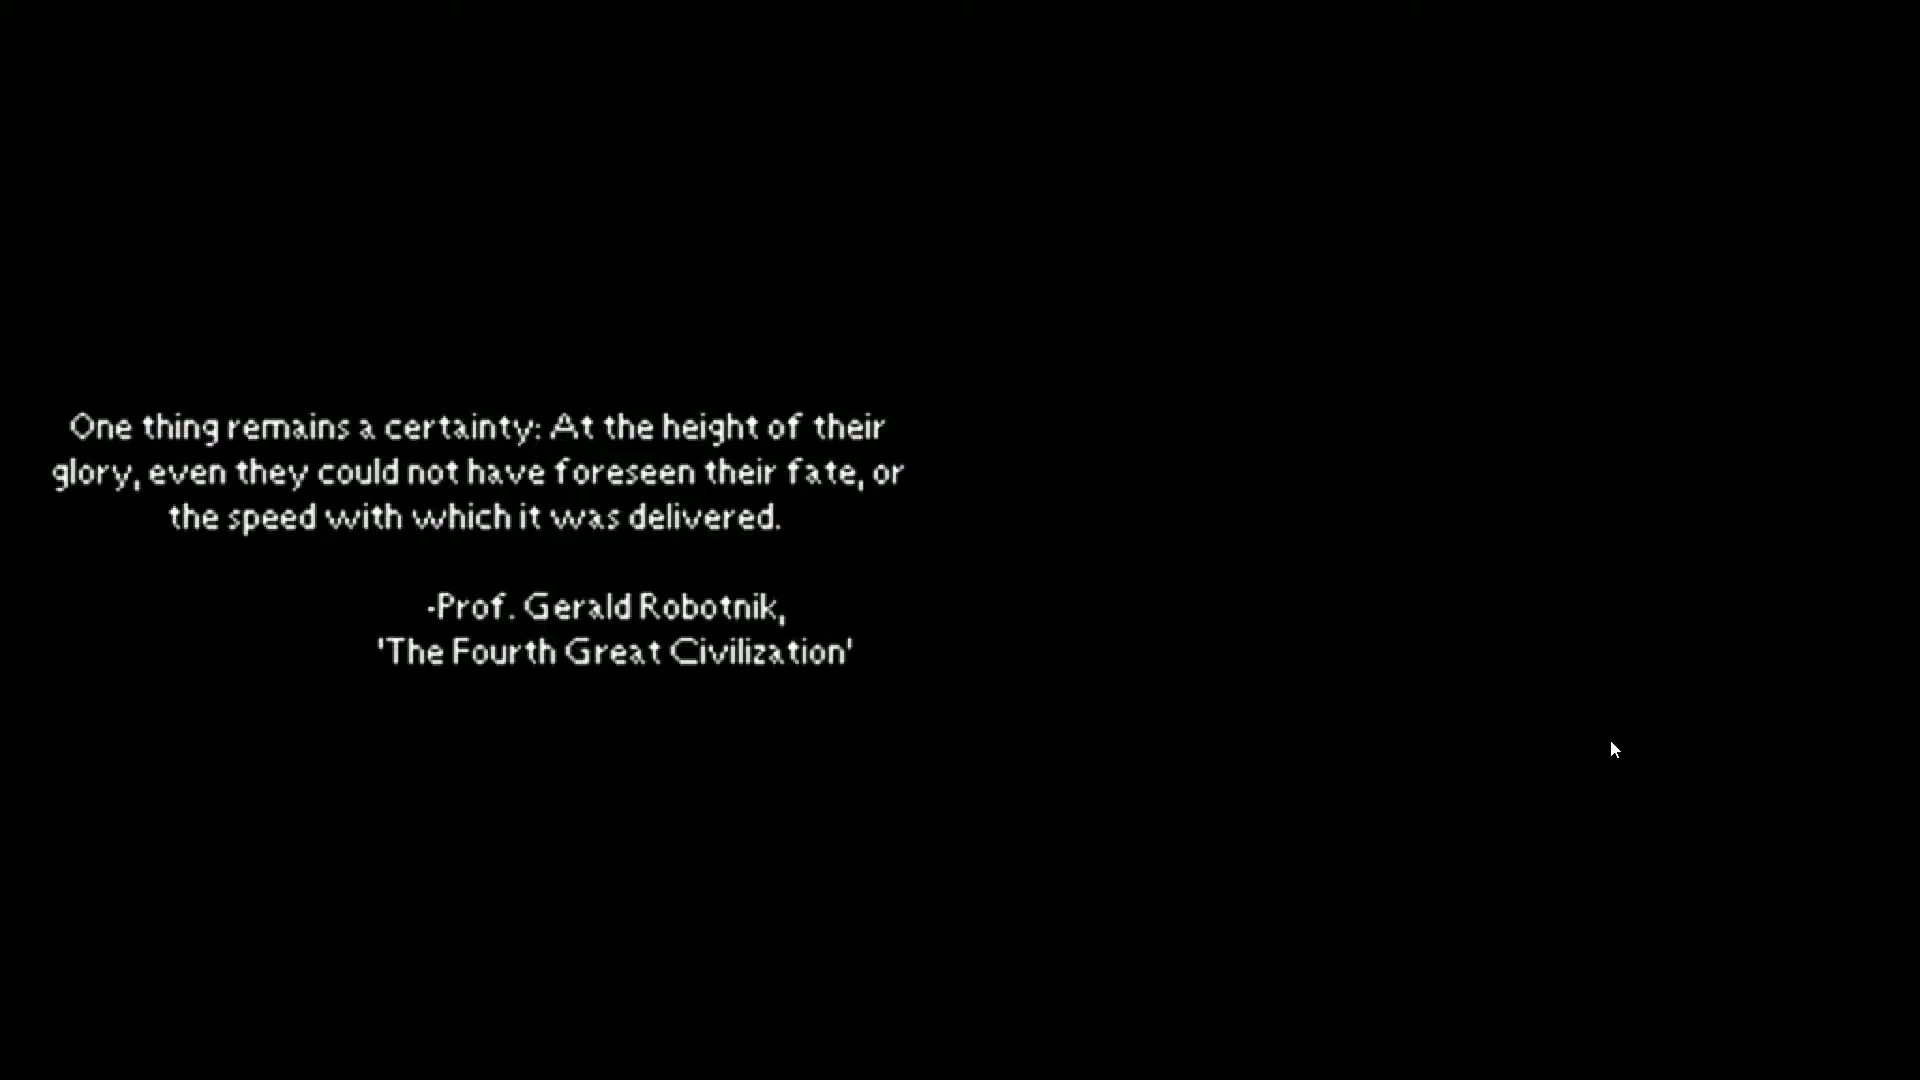 One thing remains a certainty: At the height of their
glory, even they could not have foreseen their fate, or
the speed with which it was delivered.
-Prof. Gerald Robotnik,
'The Fourth Great Civilization'